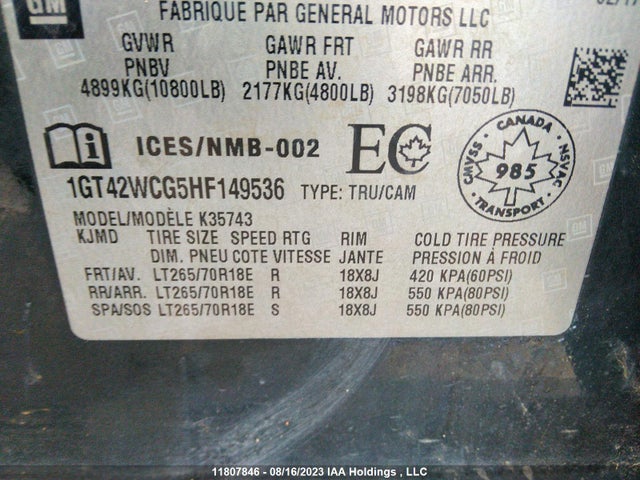 GM
FABRIQUE PAR GENERAL MOTORS LLC
GVWR GAWR FRT GAWR RR
PNBV PNBE AV. PNBE ARR.
4899KG(10800LB) 2177KG(4800LB) 3198KG(7050LB)
i ICES/NMB-002 EC
CANADA
CMVSS 985 NSVAC
TRANSPORT
1GT42WCG5HF149536 TYPE: TRU/CAM
MODEL/MODÈLE K35743
KJMD TIRE SIZE SPEED RTG RIM COLD TIRE PRESSURE
DIM. PNEU COTE VITESSE JANTE PRESSION À FROID
FRT/AV. LT265/70R18E R 18X8J 420 KPA(60PSI)
RR/ARR. LT265/70R18E R 18X8J 550 KPA(80PSI)
SPA/SOS LT265/70R18E S 18X8J 550 KPA(80PSI)
11807846 - 08/16/2023 IAA Holdings , LLC